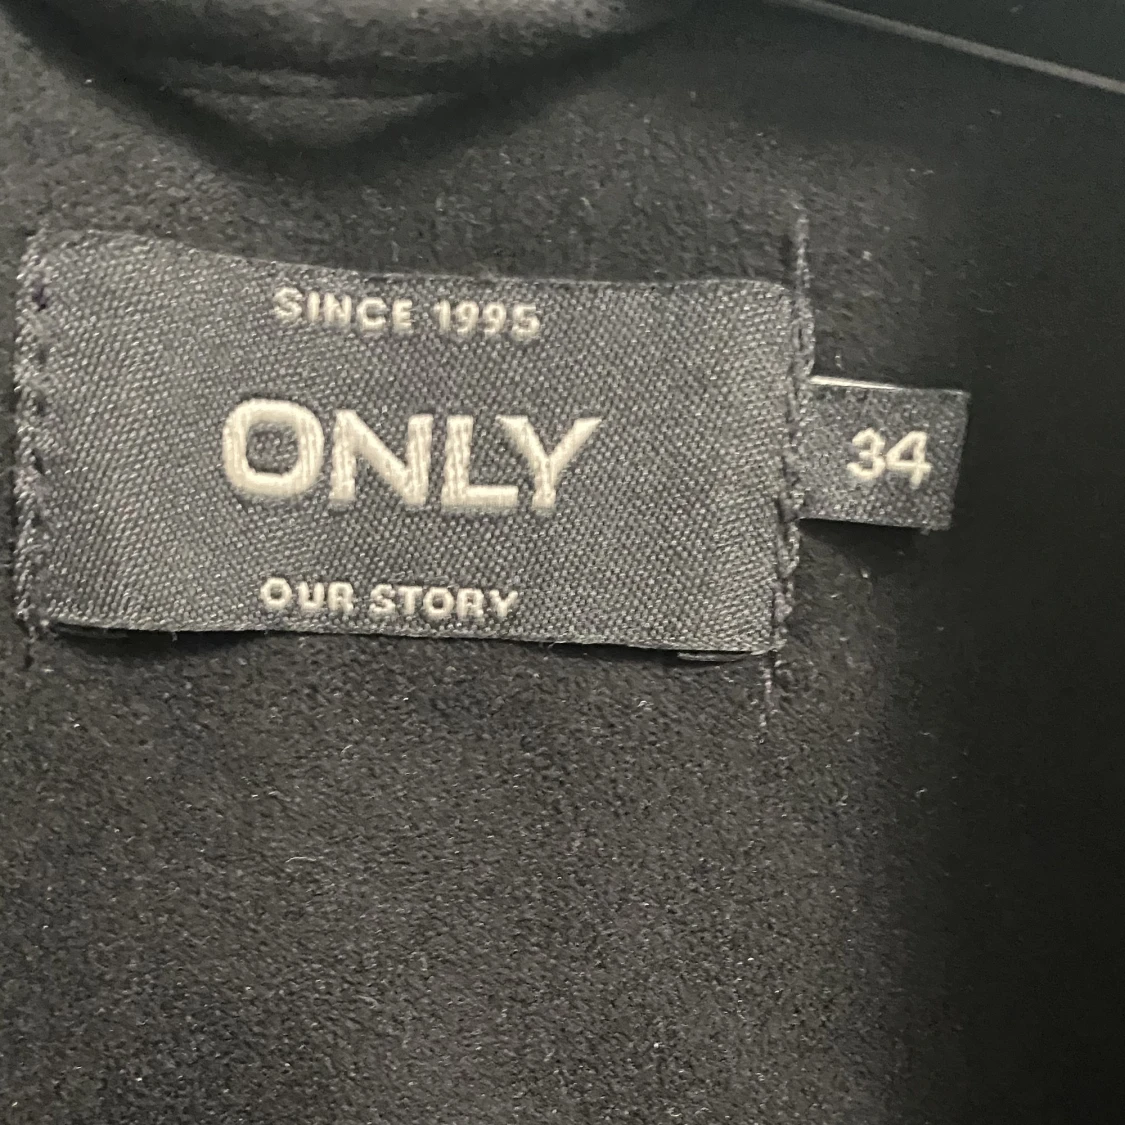 SINCE 1995
ONLY
34
OUR STORY